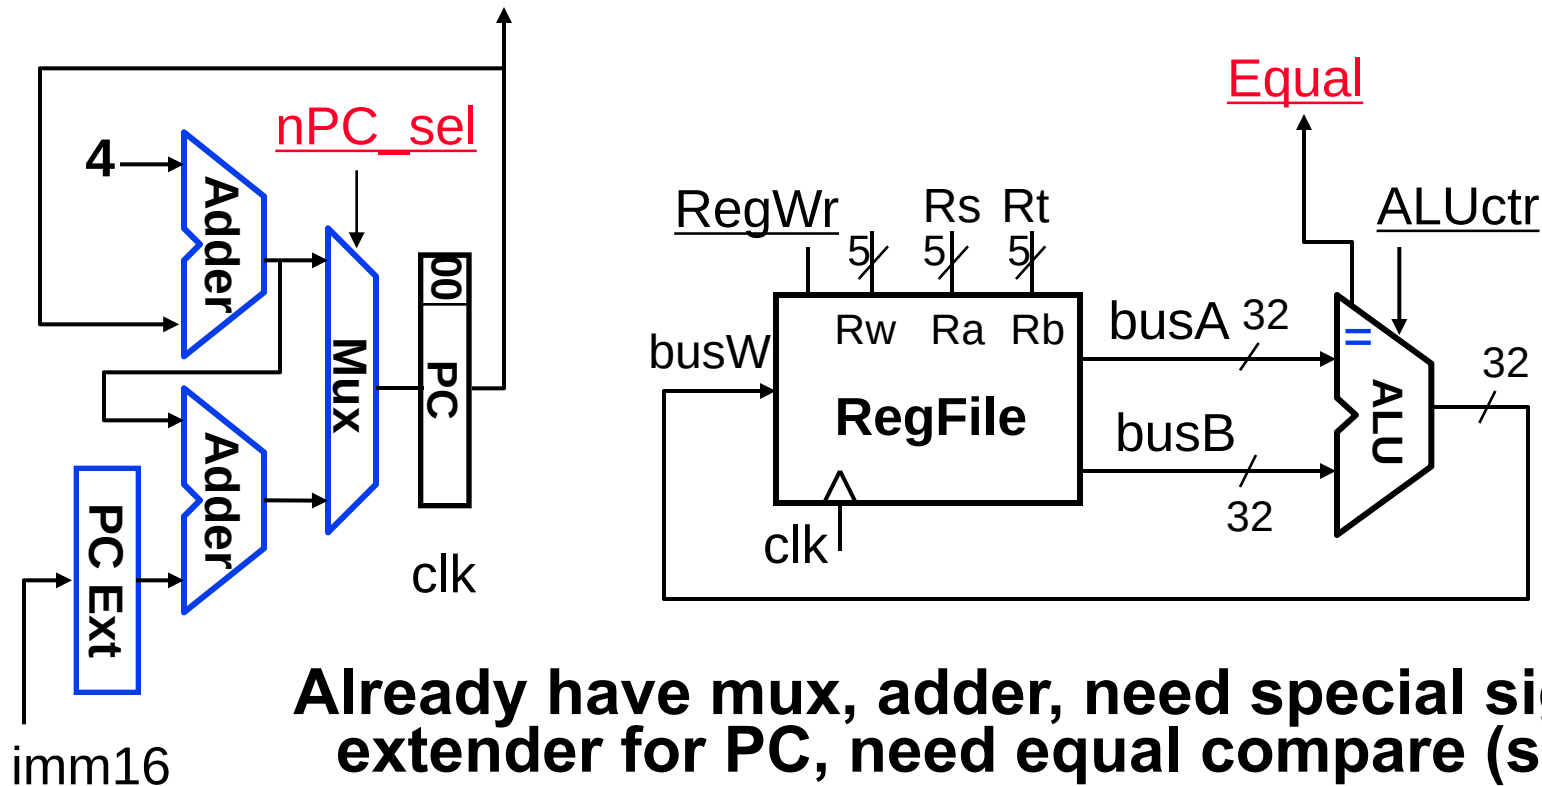 Equal
nPC_sel
4
Adder
RegWr
Rs Rt
ALUctr
5
5
5
00
PC
Mux
busW
Rw Ra Rb
busA
32
=
32
RegFile
ALU
busB
32
Adder
PC Ext
clk
clk
imm16
Already have mux, adder, need special
extender for PC, need equal compare